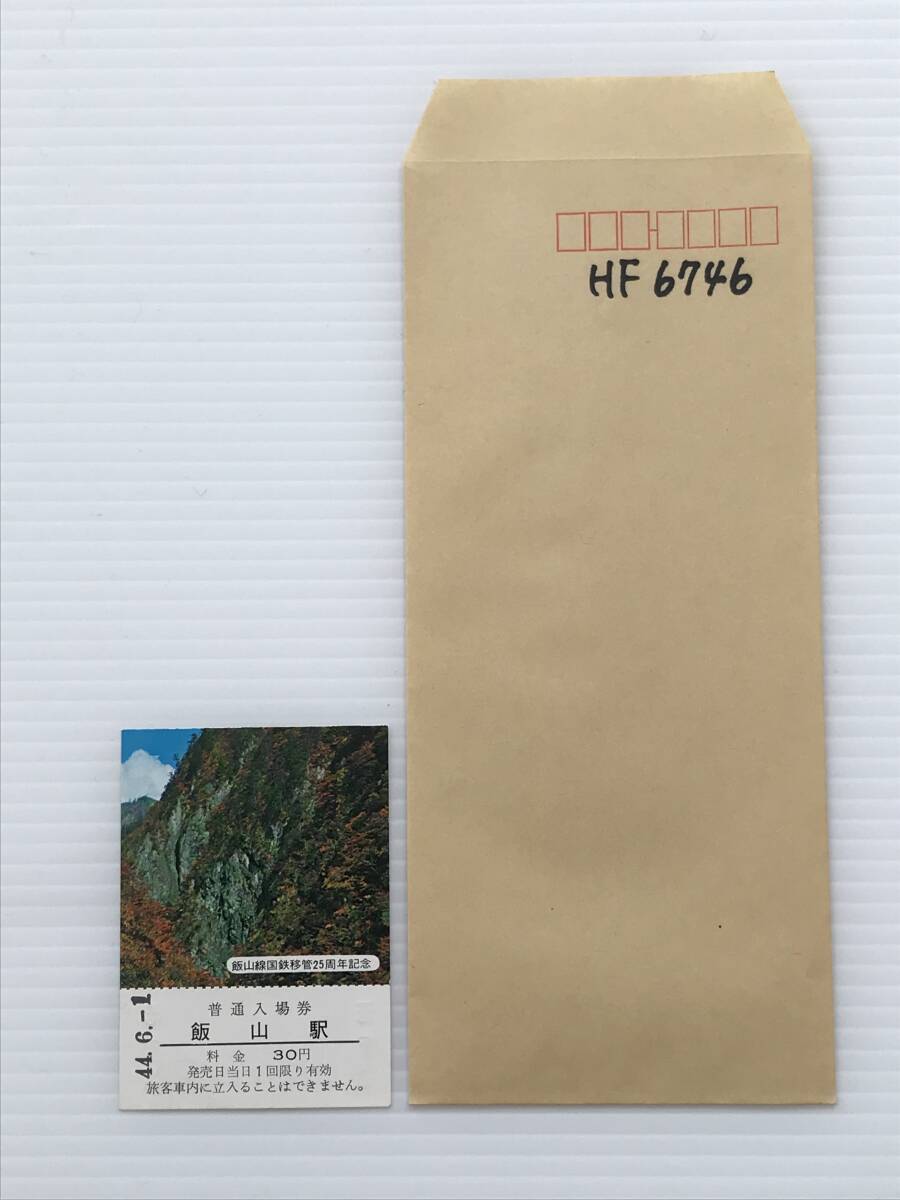 HF 6746
飯山線国鉄移管25周年記念
44.6.-1
普通入場券
飯山駅
料金 30円
発売日当日1回限り有効
旅客車内に立入ることはできません。